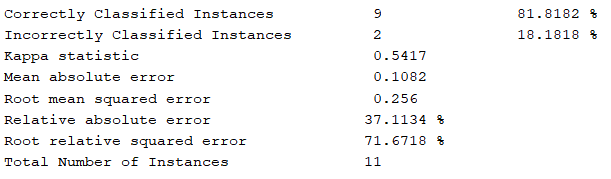 Correctly Classified Instances 9 81.8182 %
Incorrectly Classified Instances 2 18.1818 %
Kappa statistic 0.5417
Mean absolute error 0.1082
Root mean squared error 0.256
Relative absolute error 37.1134 %
Root relative squared error 71.6718 %
Total Number of Instances 11